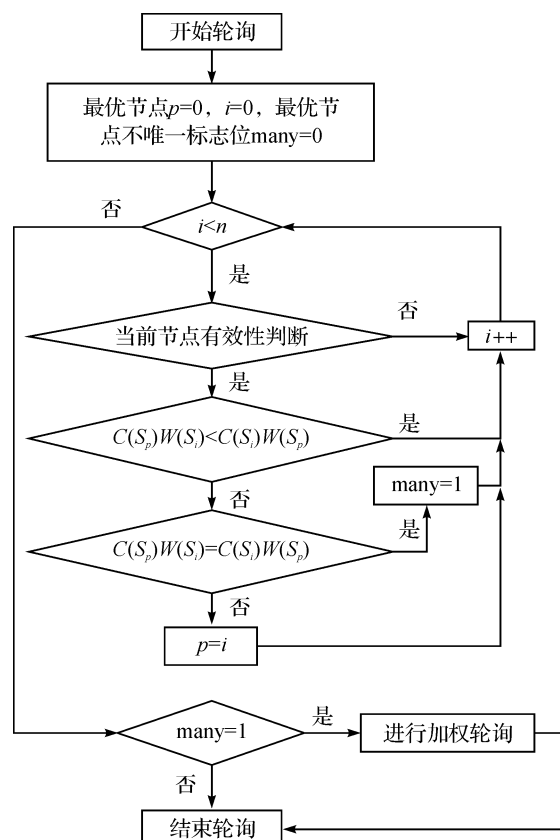 开始轮询
最优节点p=0，i=0，最优节
点不唯一标志位many=0
否
i<n
是
当前节点有效性判断
否
i++
是
C(Sp)W(Si)<C(Si)W(Sp)
是
many=1
否
是
C(Sp)W(Si)=C(Si)W(Sp)
否
p=i
many=1
是
进行加权轮询
否
结束轮询